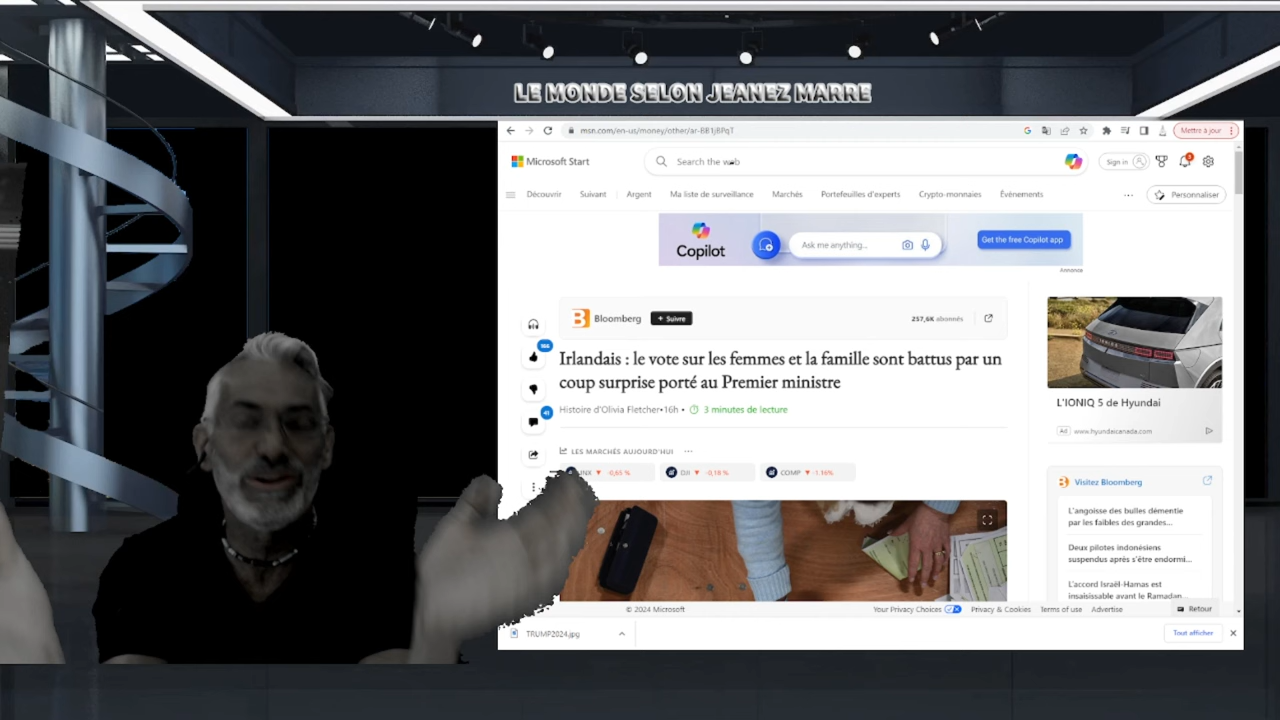 LE MONDE SELON JEANEZ MARRE
msn.com/en-us/money/other/ar-BB1jBPqT
Mettre à jour
Microsoft Start
Search the web
Sign in
Découvrir Suivant Argent Ma liste de surveillance Marchés Portefeuilles d'experts Crypto-monnaies Événements
Personnaliser
Copilot
Ask me anything...
Get the free Copilot app
Annonce
Bloomberg
+ Suivre
257,6K abonnés
Irlandais : le vote sur les femmes et la famille sont battus par un
coup surprise porté au Premier ministre
Histoire d'Olivia Fletcher•16h • 3 minutes de lecture
LES MARCHÉS AUJOURD'HUI
INX ▼ -0,65 %
DJI ▼ -0,18 %
COMP ▼ -1.16%
L'IONIQ 5 de Hyundai
Ad www.hyundaicanada.com
Visitez Bloomberg
L'angoisse des bulles démentie
par les faibles des grandes...
Deux pilotes indonésiens
suspendus après s'être endormi...
L'accord Israël-Hamas est
insaisissable avant le Ramadan...
© 2024 Microsoft
Your Privacy Choices
Privacy & Cookies
Terms of use
Advertise
Retour
TRUMP2024.jpg
Tout afficher